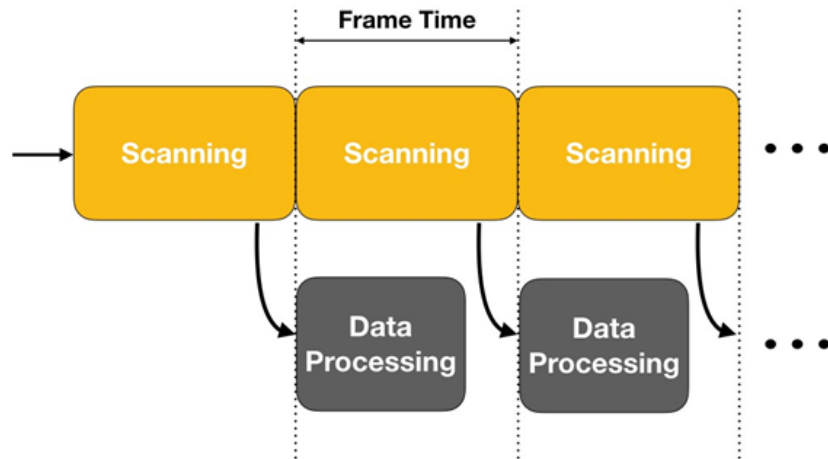 Frame Time
Scanning
Scanning
Scanning
Data
Processing
Data
Processing